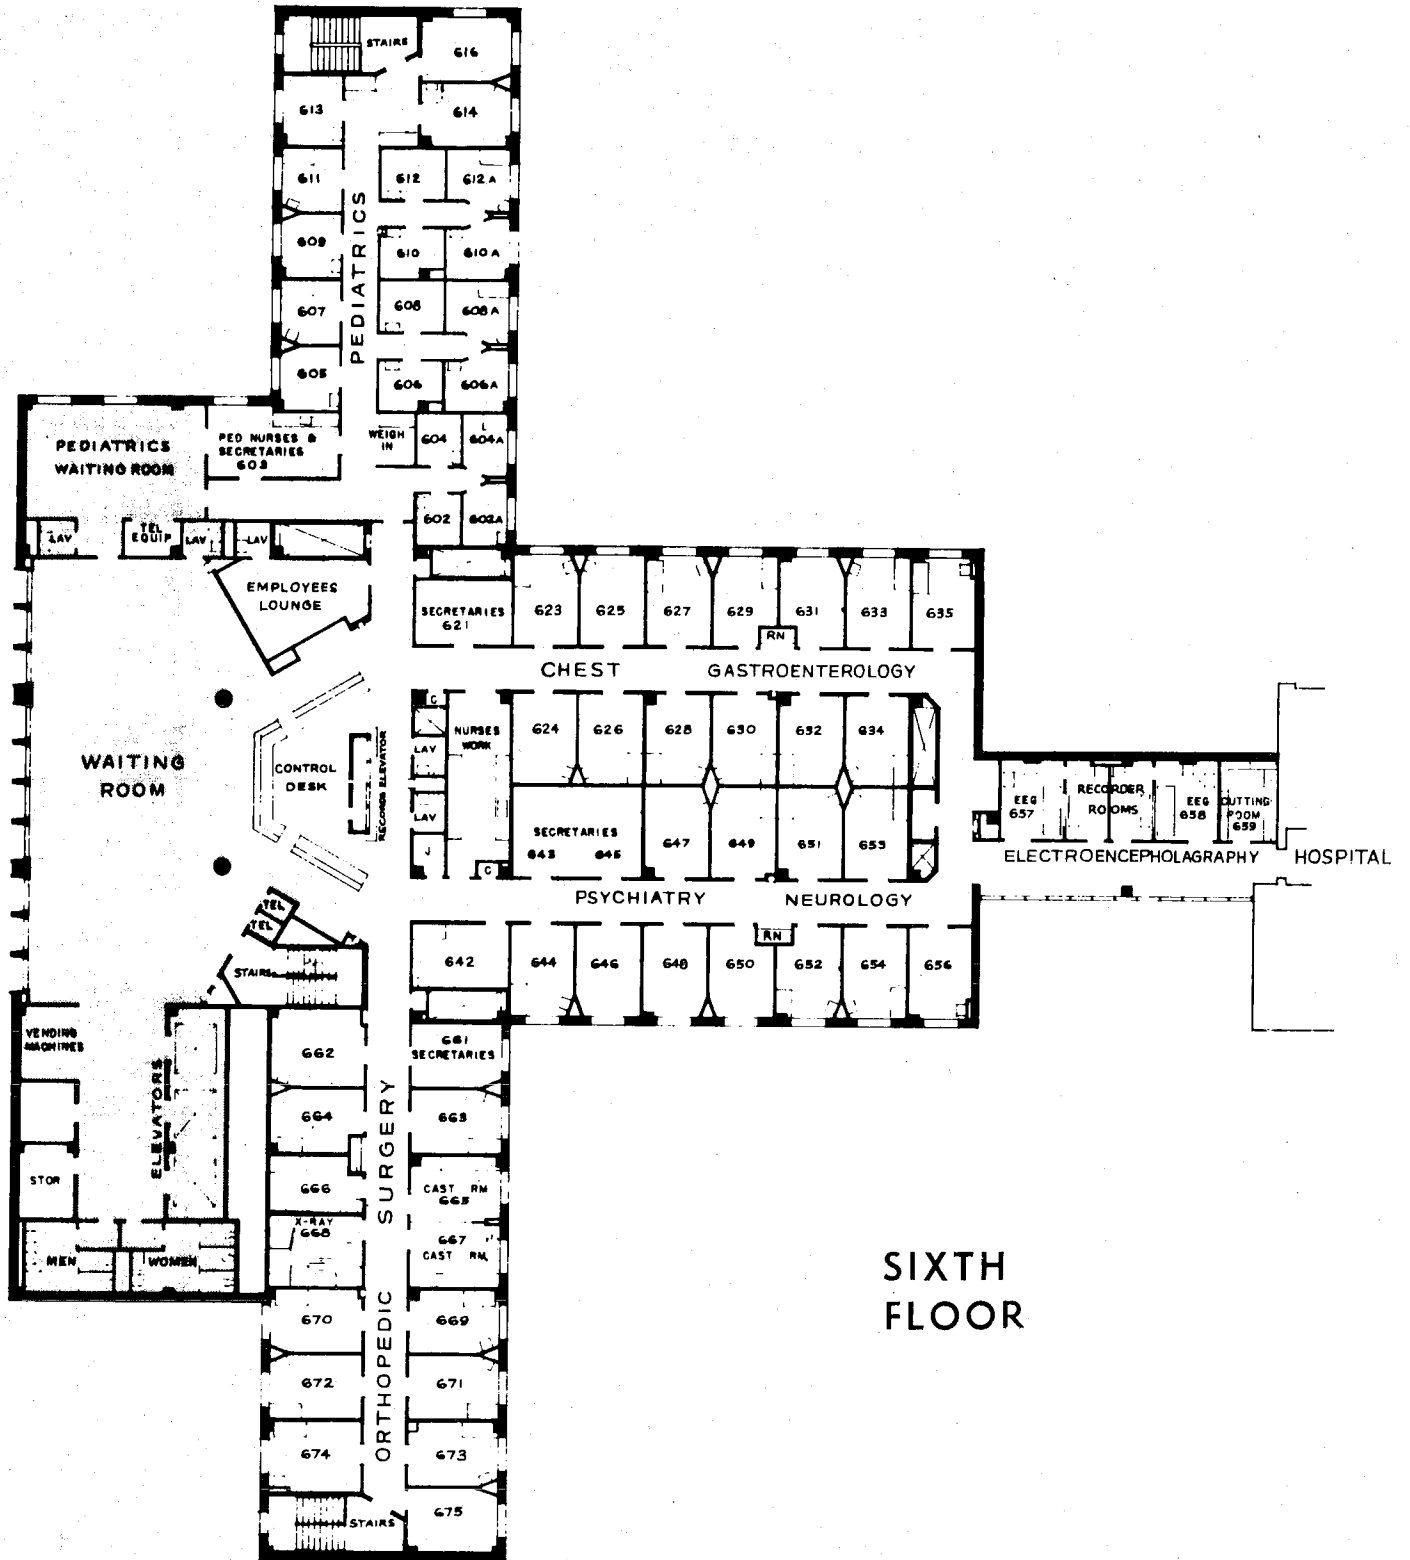 STAIRS
616
613
614
611
612
612A
609
610
610A
PEDIATRICS
607
608
608A
605
606
606A
PEDIATRICS
WAITING ROOM
PED NURSES &
SECRETARIES
603
WEIGH
IN
604
604A
602
602A
LAV
TEL
EQUIP
LAV
LAV
EMPLOYEES
LOUNGE
SECRETARIES
621
623
625
627
629
631
633
635
RN
CHEST
GASTROENTEROLOGY
C
NURSES
WORK
624
626
628
630
632
634
LAV
LAV
WAITING
ROOM
CONTROL
DESK
RECORDS ELEVATOR
SECRETARIES
643
645
647
649
651
653
C
EEG
657
RECORDER
ROOMS
EEG
658
CUTTING
ROOM
659
ELECTROENCEPHOLAGRAPHY
HOSPITAL
PSYCHIATRY
NEUROLOGY
TEL
TEL
RN
STAIRS
642
644
646
648
650
652
654
656
VENDING
MACHINES
ELEVATORS
STOR
MEN
WOMEN
662
661
SECRETARIES
664
663
666
CAST RM
665
X-RAY
668
667
CAST RM
ORTHOPEDIC SURGERY
670
669
672
671
674
673
675
STAIRS
SIXTH
FLOOR